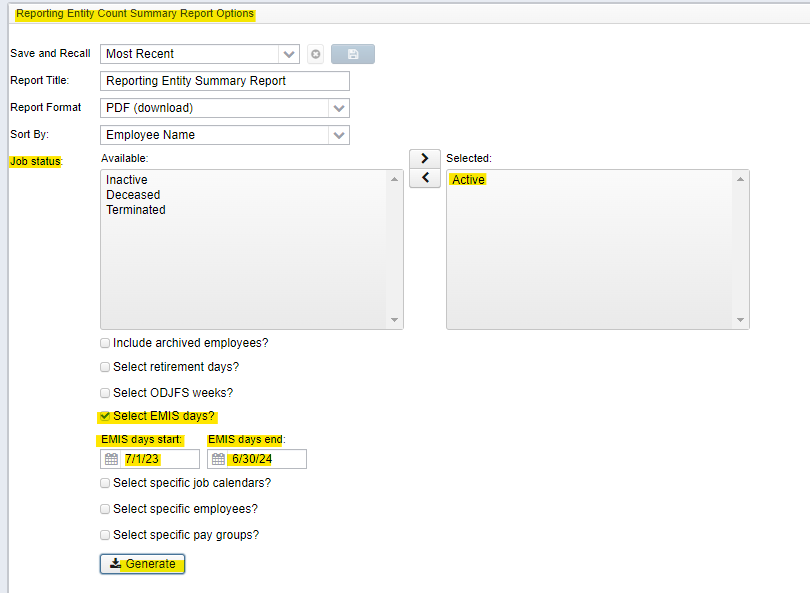 Reporting Entity Count Summary Report Options
Save and Recall Most Recent
Report Title: Reporting Entity Summary Report
Report Format PDF (download)
Sort By: Employee Name
Job status: Available: Selected:
Inactive Active
Deceased
Terminated
Include archived employees?
Select retirement days?
Select ODJFS weeks?
Select EMIS days?
EMIS days start: EMIS days end:
7/1/23 6/30/24
Select specific job calendars?
Select specific employees?
Select specific pay groups?
Generate